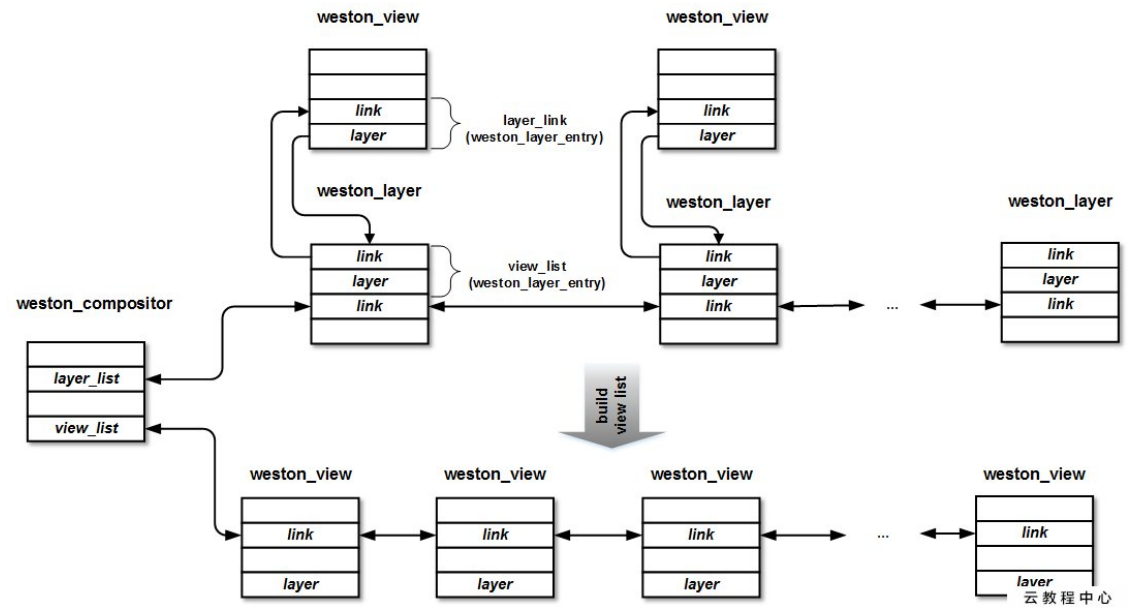 weston_view
weston_view
link
layer
layer_link
(weston_layer_entry)
link
layer
weston_layer
weston_layer
weston_layer
link
layer
link
view_list
(weston_layer_entry)
link
layer
link
...
link
layer
link
weston_compositor
layer_list
view_list
build
view list
weston_view
weston_view
weston_view
weston_view
link
link
link
...
link
layer
layer
layer
layer
云教程中心